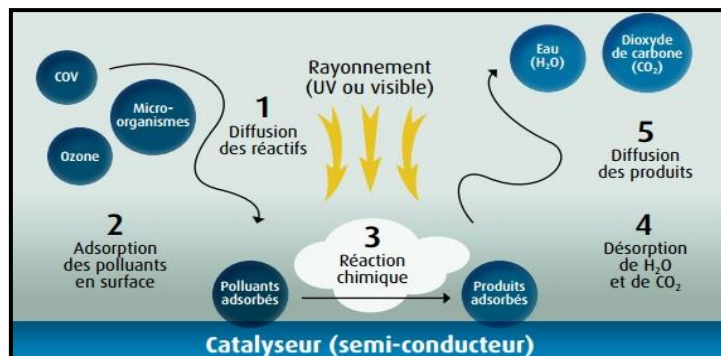 COV
Micro-
organismes
Ozone
1
Diffusion
des réactifs
Rayonnement
(UV ou visible)
Eau
(H₂O)
Dioxyde
de carbone
(CO₂)
2
Adsorption
des polluants
en surface
Polluants
adsorbés
3
Réaction
chimique
Produits
adsorbés
5
Diffusion
des produits
4
Désorption
de H₂O
et de CO₂
Catalyseur (semi-conducteur)